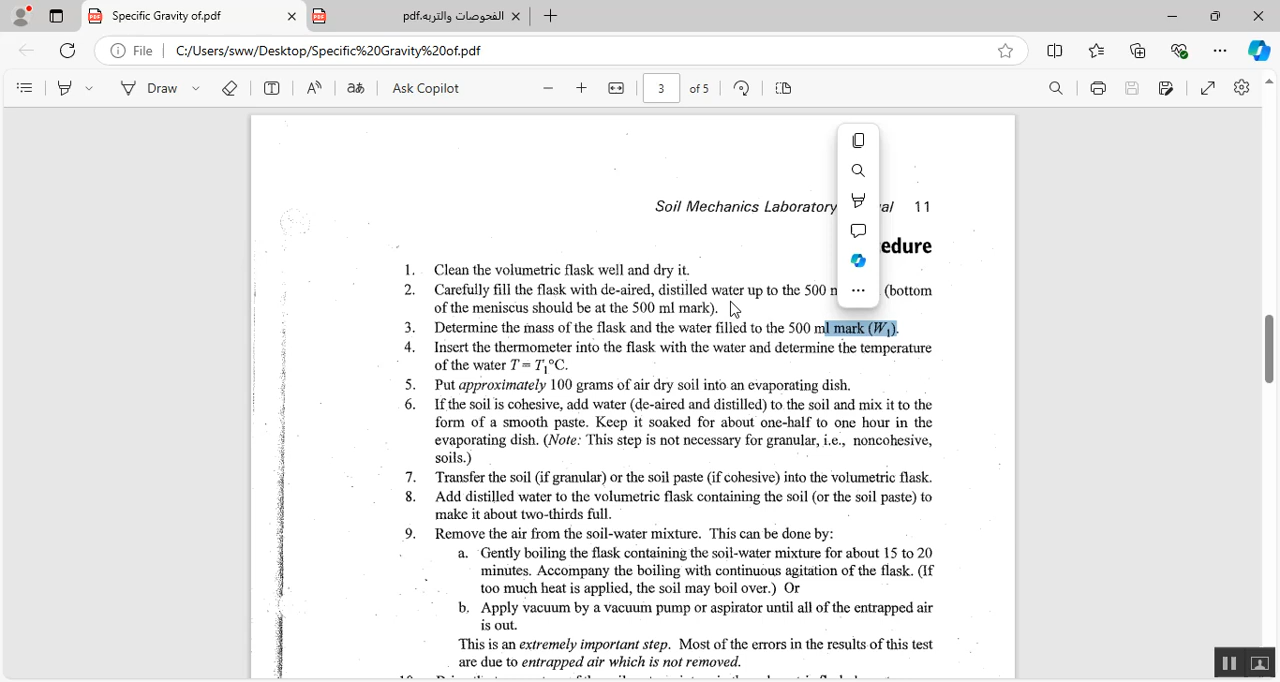 Specific Gravity of.pdf
الفحوصات والتربه.pdf
File
C:/Users/sww/Desktop/Specific%20Gravity%20of.pdf
Draw
aあ
Ask Copilot
3 of 5
Soil Mechanics Laboratory al 11
edure
1. Clean the volumetric flask well and dry it.
2. Carefully fill the flask with de-aired, distilled water up to the 500 (bottom
of the meniscus should be at the 500 ml mark).
3. Determine the mass of the flask and the water filled to the 500 ml mark (W₁).
4. Insert the thermometer into the flask with the water and determine the temperature
of the water T = T₁°C.
5. Put approximately 100 grams of air dry soil into an evaporating dish.
6. If the soil is cohesive, add water (de-aired and distilled) to the soil and mix it to the
form of a smooth paste. Keep it soaked for about one-half to one hour in the
evaporating dish. (Note: This step is not necessary for granular, i.e., noncohesive,
soils.)
7. Transfer the soil (if granular) or the soil paste (if cohesive) into the volumetric flask.
8. Add distilled water to the volumetric flask containing the soil (or the soil paste) to
make it about two-thirds full.
9. Remove the air from the soil-water mixture. This can be done by:
a. Gently boiling the flask containing the soil-water mixture for about 15 to 20
minutes. Accompany the boiling with continuous agitation of the flask. (If
too much heat is applied, the soil may boil over.) Or
b. Apply vacuum by a vacuum pump or aspirator until all of the entrapped air
is out.
This is an extremely important step. Most of the errors in the results of this test
are due to entrapped air which is not removed.